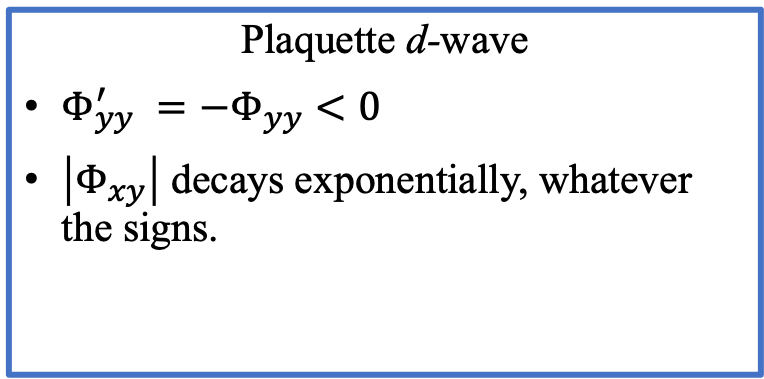 Plaquette d-wave
• Φ′yy = −Φyy < 0
• |Φxy| decays exponentially, whatever
the signs.